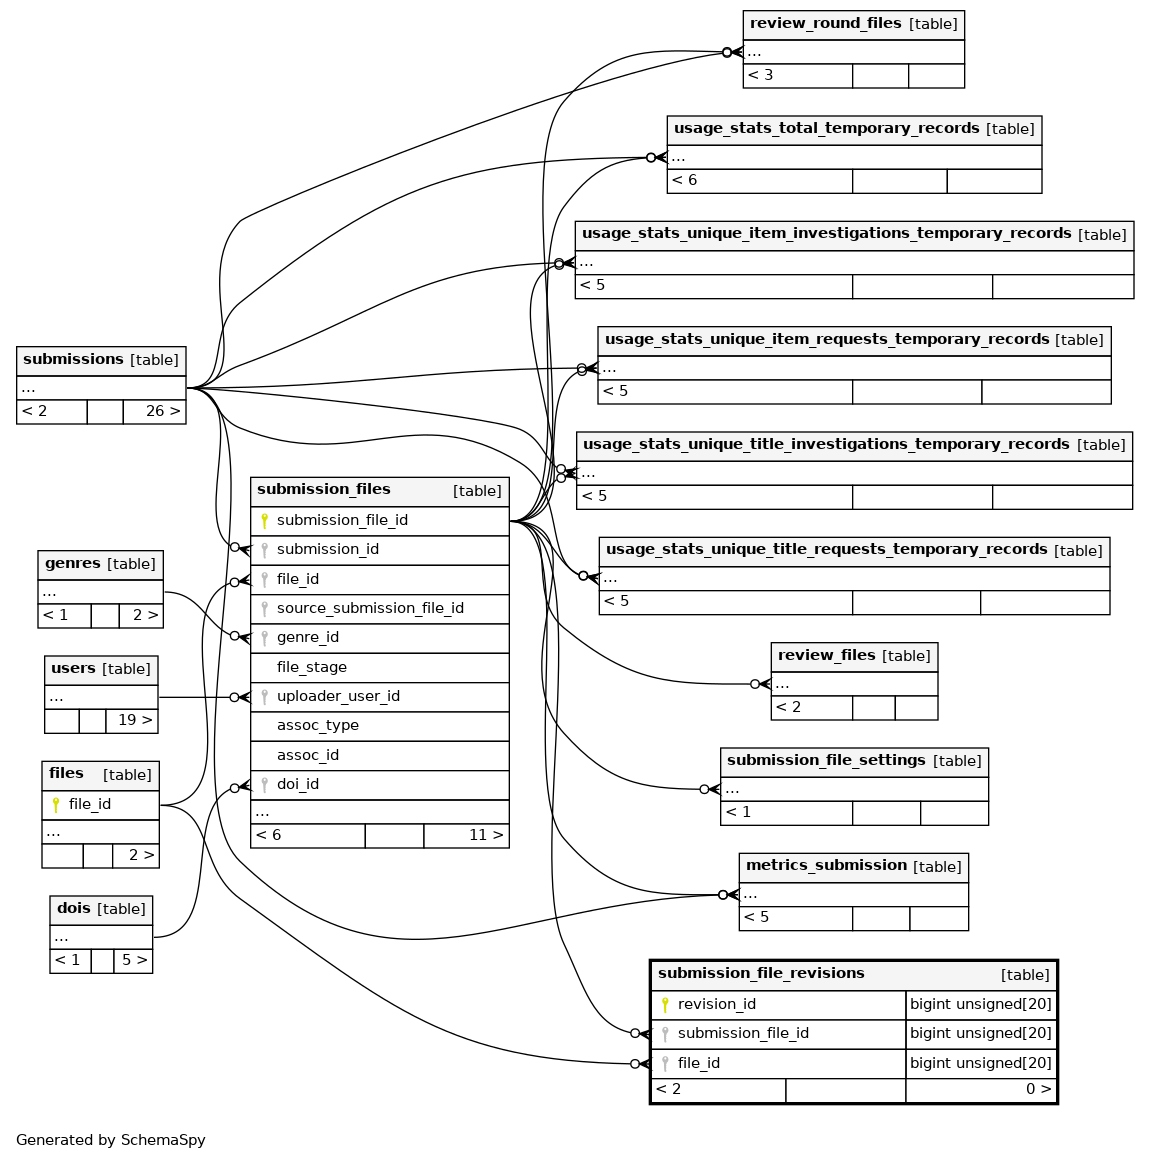 review_round_files [table]
...
< 3
usage_stats_total_temporary_records [table]
...
< 6
usage_stats_unique_item_investigations_temporary_records [table]
...
< 5
usage_stats_unique_item_requests_temporary_records [table]
...
< 5
submissions [table]
...
< 2 26 >
usage_stats_unique_title_investigations_temporary_records [table]
...
< 5
submission_files [table]
submission_file_id
submission_id
file_id
source_submission_file_id
genre_id
file_stage
uploader_user_id
assoc_type
assoc_id
doi_id
...
< 6 11 >
usage_stats_unique_title_requests_temporary_records [table]
...
< 5
genres [table]
...
< 1 2 >
review_files [table]
...
< 2
users [table]
...
19 >
submission_file_settings [table]
...
< 1
files [table]
file_id
...
2 >
metrics_submission [table]
...
< 5
dois [table]
...
< 1 5 >
submission_file_revisions [table]
revision_id bigint unsigned[20]
submission_file_id bigint unsigned[20]
file_id bigint unsigned[20]
< 2 0 >
Generated by SchemaSpy